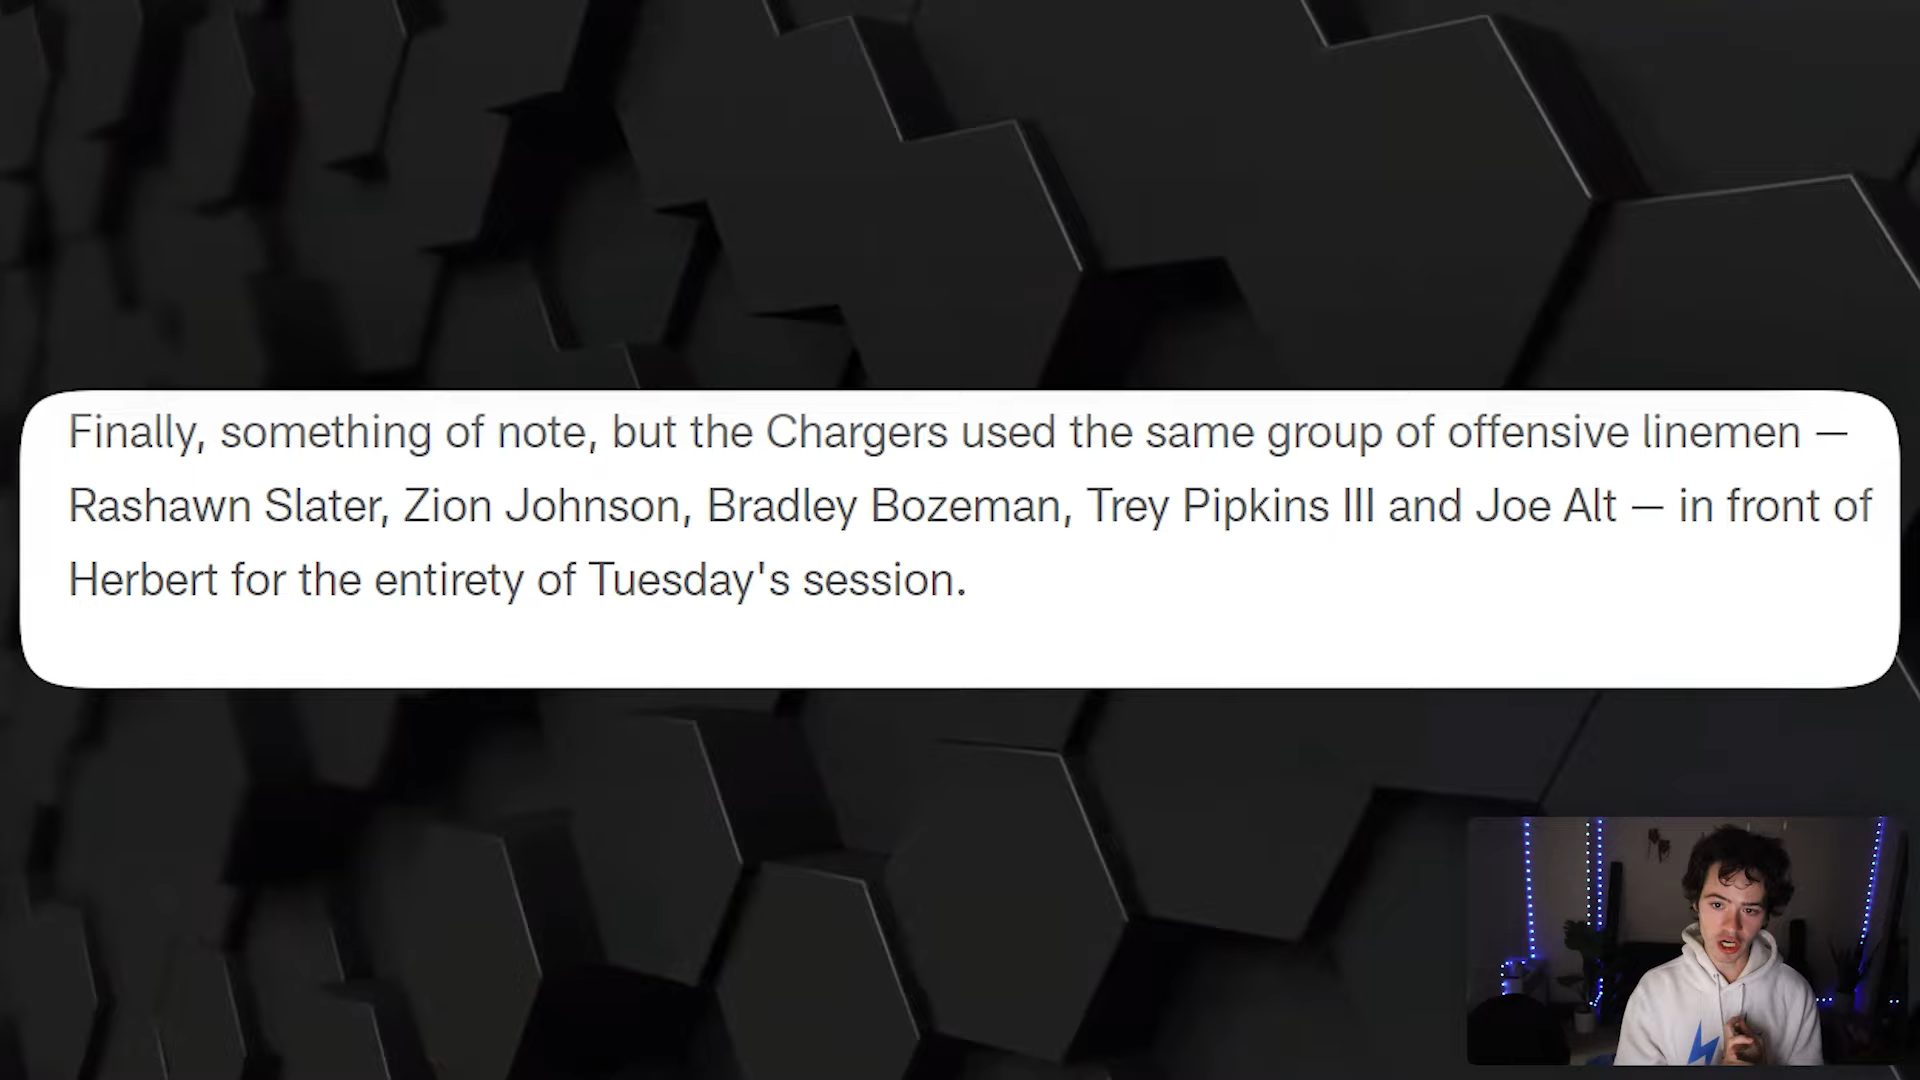 Finally, something of note, but the Chargers used the same group of offensive linemen —
Rashawn Slater, Zion Johnson, Bradley Bozeman, Trey Pipkins III and Joe Alt — in front of
Herbert for the entirety of Tuesday's session.